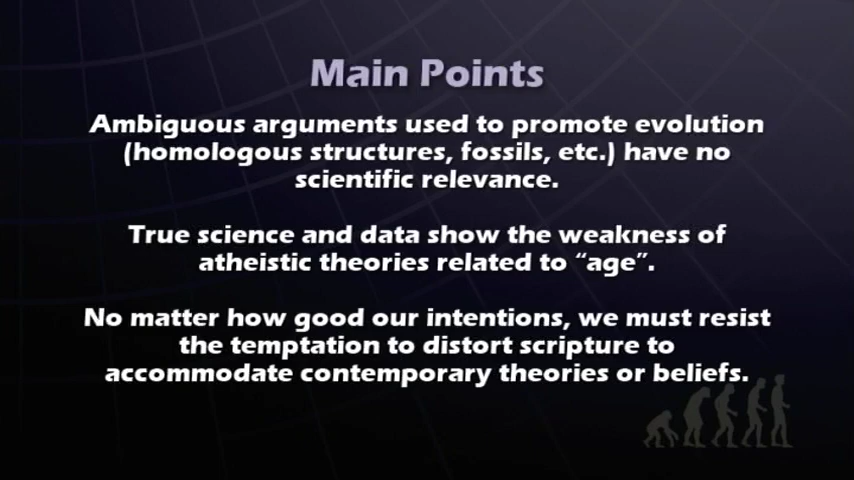 Main Points
Ambiguous arguments used to promote evolution
(homologous structures, fossils, etc.) have no
scientific relevance.
True science and data show the weakness of
atheistic theories related to “age”.
No matter how good our intentions, we must resist
the temptation to distort scripture to
accommodate contemporary theories or beliefs.